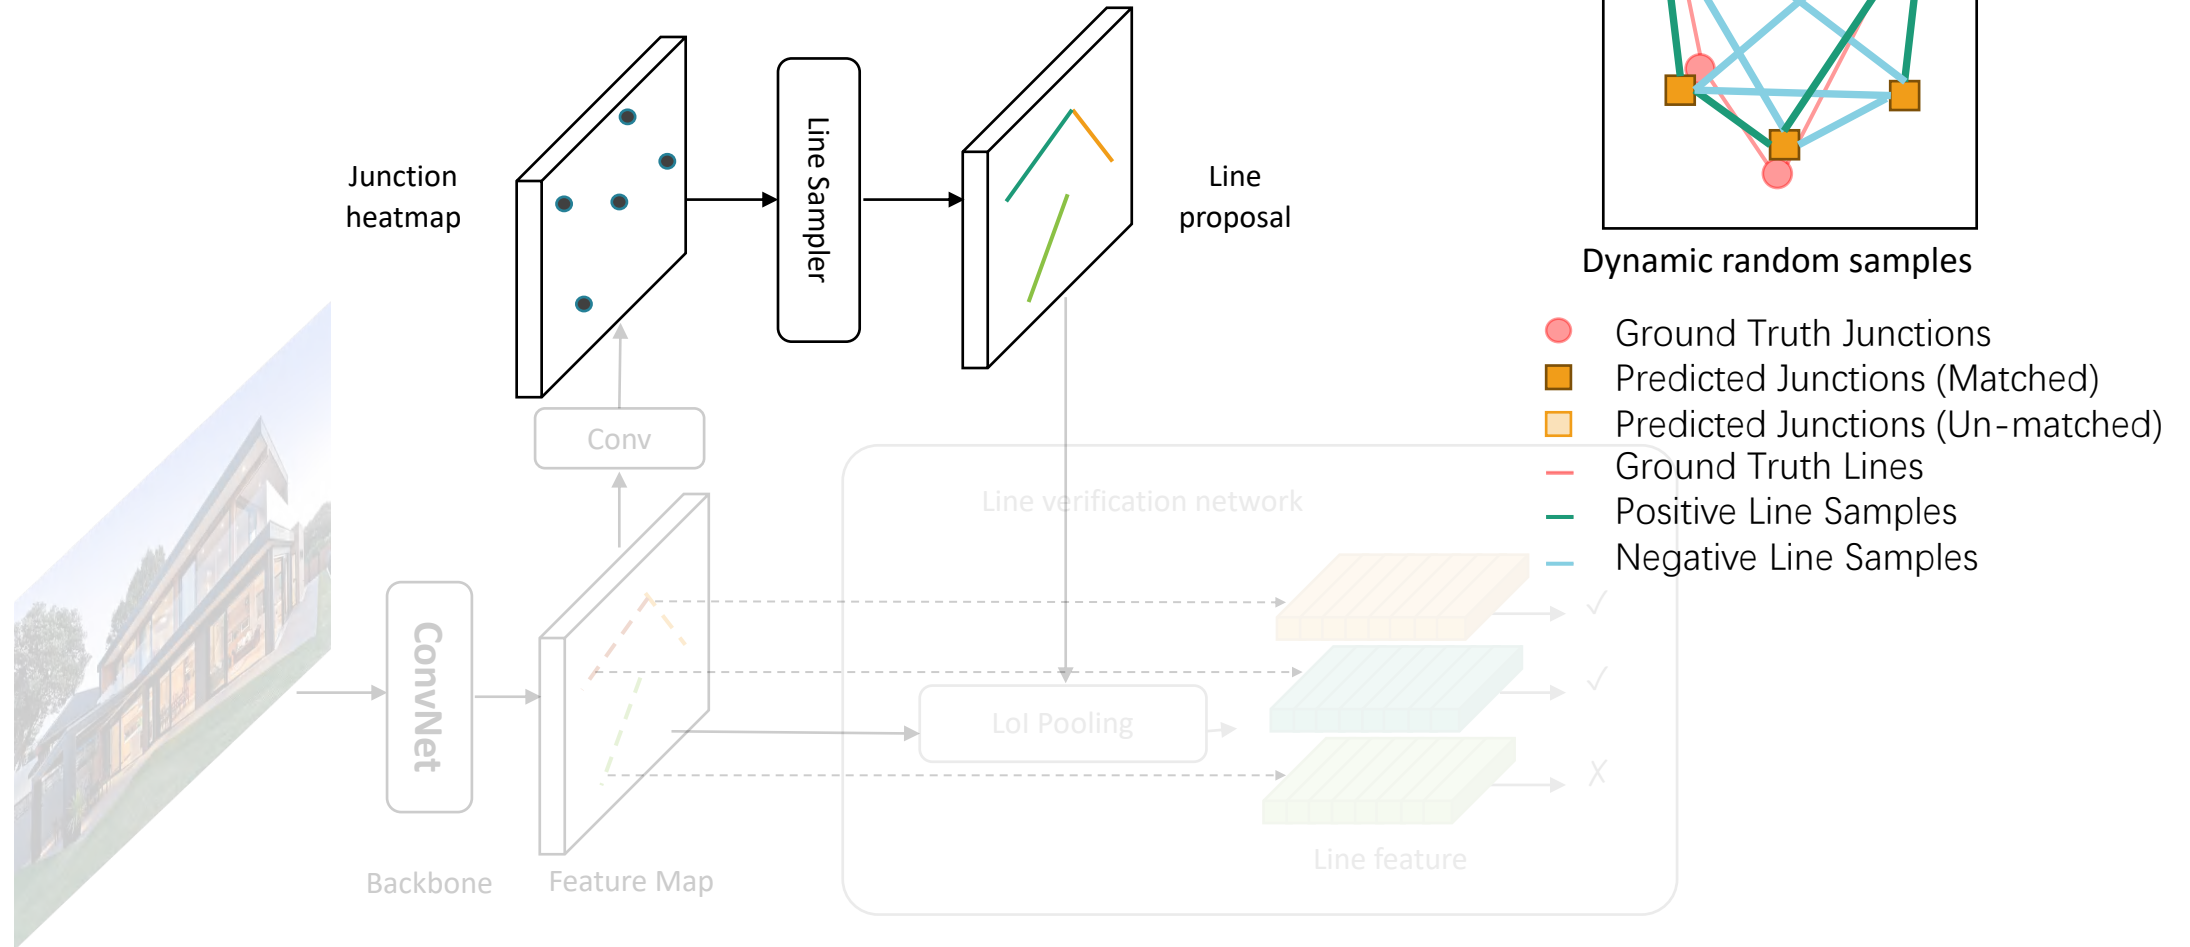 Junction
heatmap
Line Sampler
Line
proposal
Dynamic random samples
Ground Truth Junctions
Predicted Junctions (Matched)
Predicted Junctions (Un-matched)
Ground Truth Lines
Positive Line Samples
Negative Line Samples
Conv
Line verification network
ConvNet
LoI Pooling
Line feature
Backbone
Feature Map